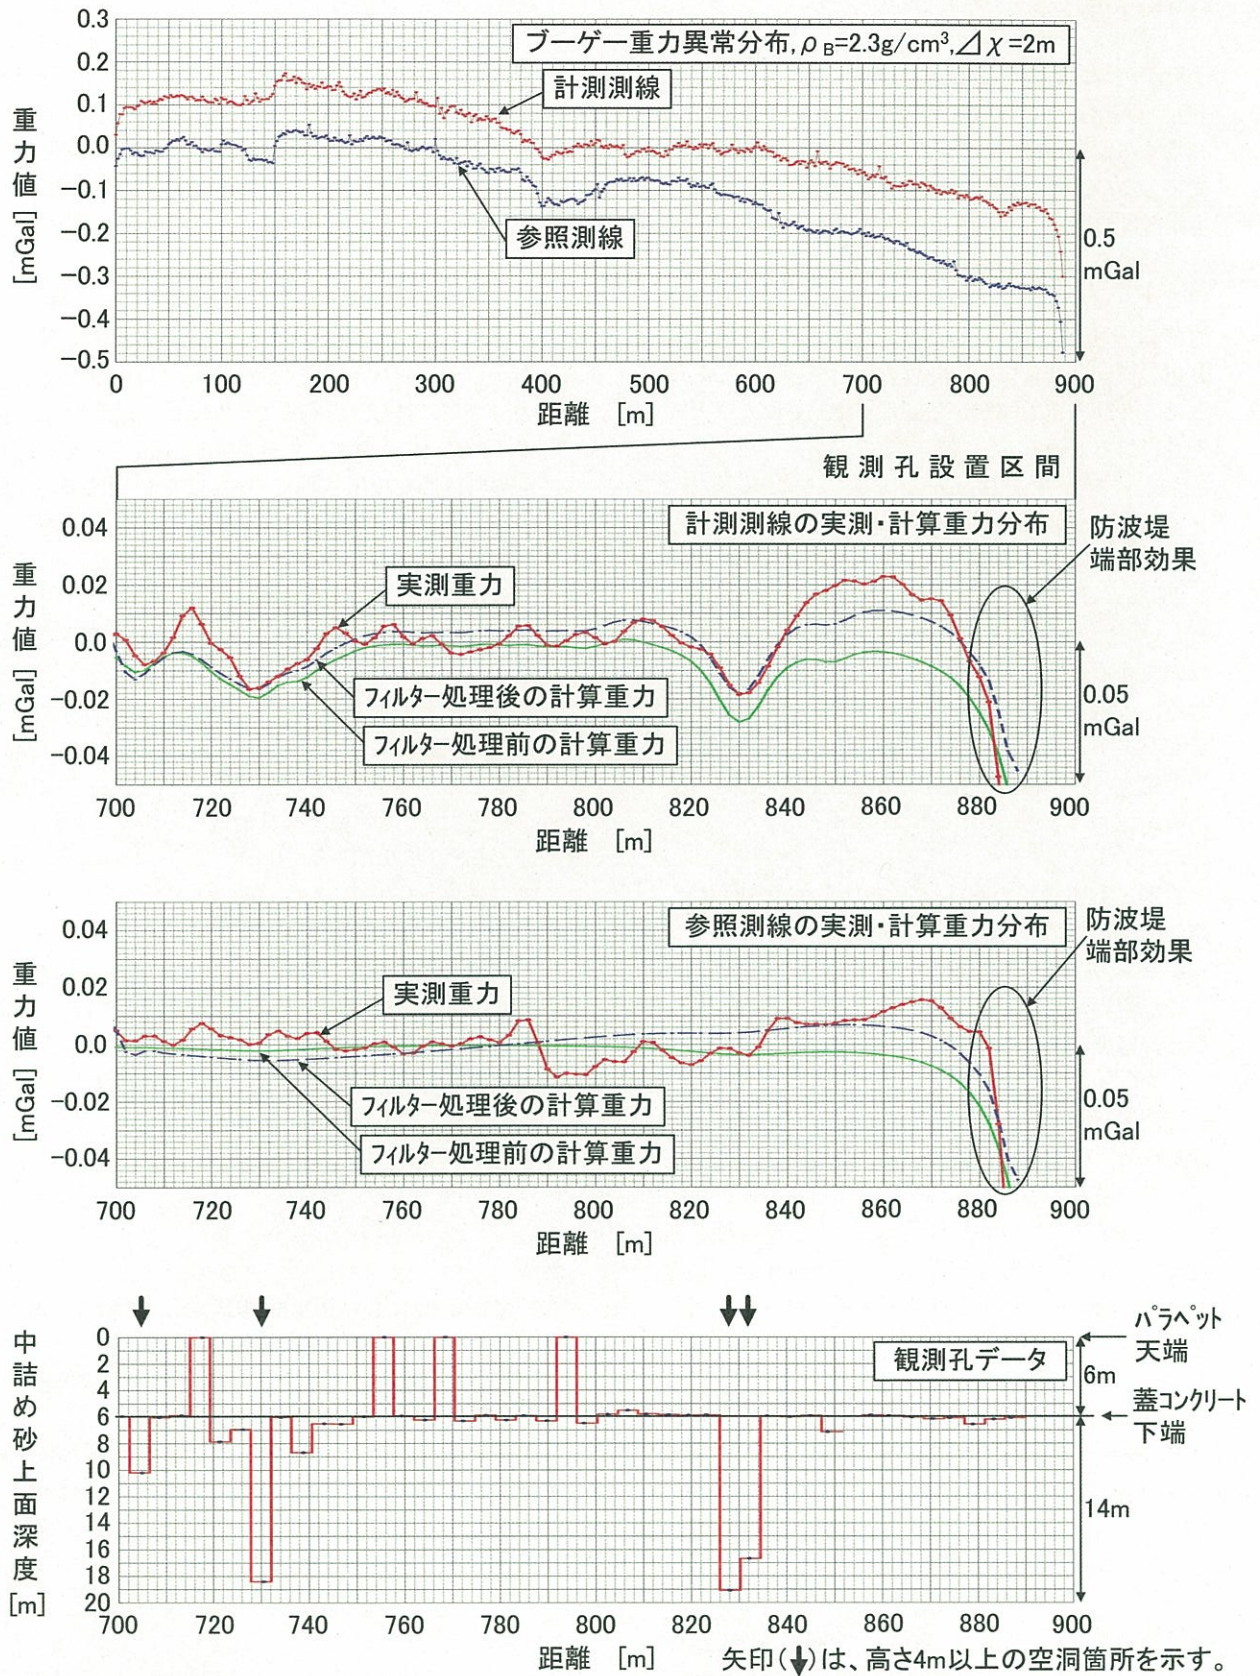 ブーゲー重力異常分布,ρB=2.3g/cm³,⊿χ=2m
計測測線
参照測線
重力値 [mGal]
0.3
0.2
0.1
0.0
−0.1
−0.2
−0.3
−0.4
−0.5
0.5
mGal
0 100 200 300 400 500 600 700 800 900
距離 [m]
観測孔設置区間
計測測線の実測・計算重力分布
防波堤
端部効果
実測重力
フィルター処理後の計算重力
フィルター処理前の計算重力
重力値 [mGal]
0.04
0.02
0.0
−0.02
−0.04
0.05
mGal
700 720 740 760 780 800 820 840 860 880 900
距離 [m]
参照測線の実測・計算重力分布
防波堤
端部効果
実測重力
フィルター処理後の計算重力
フィルター処理前の計算重力
重力値 [mGal]
0.04
0.02
0.0
−0.02
−0.04
0.05
mGal
700 720 740 760 780 800 820 840 860 880 900
距離 [m]
観測孔データ
パラペット
天端
6m
蓋コンクリート
下端
14m
中詰め砂上面深度 [m]
0
2
4
6
8
10
12
14
16
18
20
700 720 740 760 780 800 820 840 860 880 900
距離 [m]
矢印(↓)は、高さ4m以上の空洞箇所を示す。